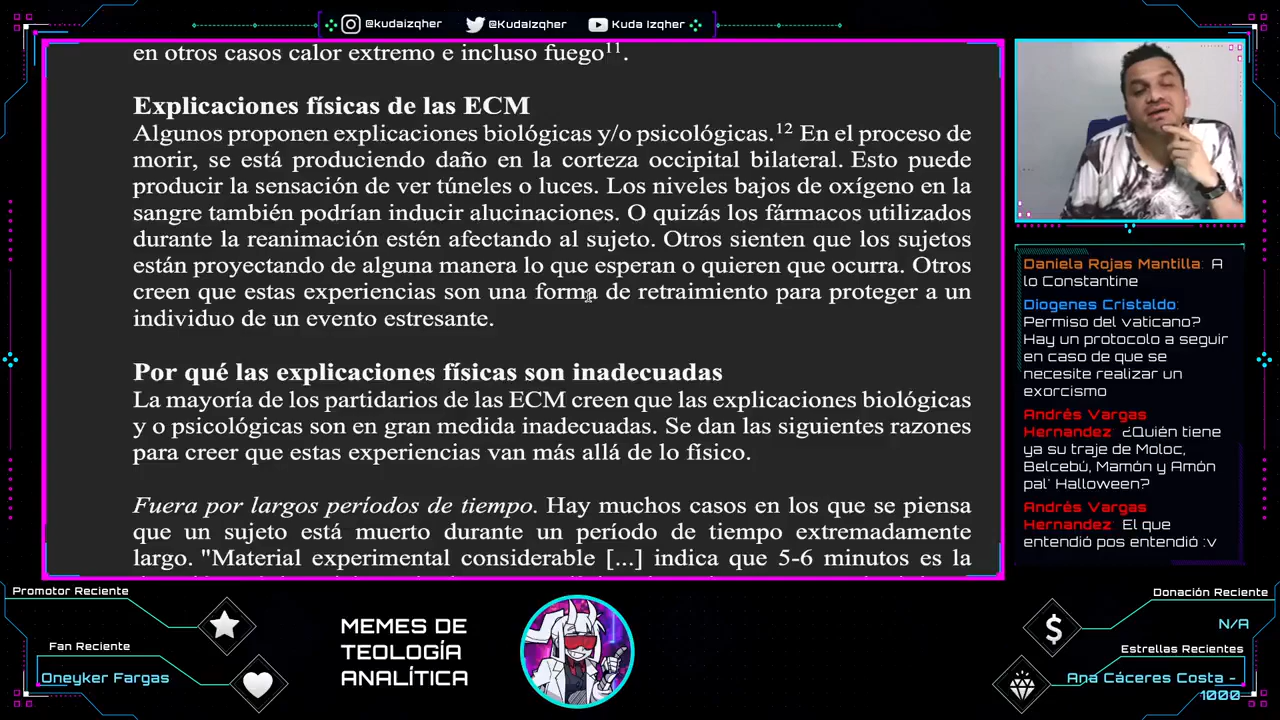 @kudaizqher
@KudaIzqher
Kuda Izqher
en otros casos calor extremo e incluso fuego¹¹.
Explicaciones físicas de las ECM
Algunos proponen explicaciones biológicas y/o psicológicas.¹² En el proceso de
morir, se está produciendo daño en la corteza occipital bilateral. Esto puede
producir la sensación de ver túneles o luces. Los niveles bajos de oxígeno en la
sangre también podrían inducir alucinaciones. O quizás los fármacos utilizados
durante la reanimación estén afectando al sujeto. Otros sienten que los sujetos
están proyectando de alguna manera lo que esperan o quieren que ocurra. Otros
creen que estas experiencias son una forma de retraimiento para proteger a un
individuo de un evento estresante.
Por qué las explicaciones físicas son inadecuadas
La mayoría de los partidarios de las ECM creen que las explicaciones biológicas
y o psicológicas son en gran medida inadecuadas. Se dan las siguientes razones
para creer que estas experiencias van más allá de lo físico.
Fuera por largos períodos de tiempo. Hay muchos casos en los que se piensa
que un sujeto está muerto durante un período de tiempo extremadamente
largo. "Material experimental considerable [...] indica que 5-6 minutos es la
Daniela Rojas Mantilla: A
lo Constantine
Diogenes Cristaldo:
Permiso del vaticano?
Hay un protocolo a seguir
en caso de que se
necesite realizar un
exorcismo
Andrés Vargas
Hernandez: ¿Quién tiene
ya su traje de Moloc,
Belcebú, Mamón y Amón
pal' Halloween?
Andrés Vargas
Hernandez: El que
entendió pos entendió :v
Promotor Reciente
Fan Reciente
Oneyker Fargas
MEMES DE
TEOLOGÍA
ANALÍTICA
Donación Reciente
N/A
Estrellas Recientes
Ana Cáceres Costa -
1000